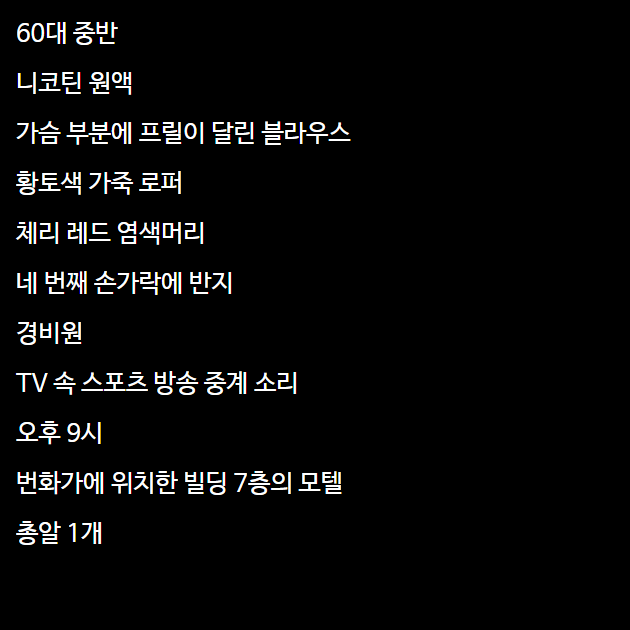 60대 중반
니코틴 원액
가슴 부분에 프릴이 달린 블라우스
황토색 가죽 로퍼
체리 레드 염색머리
네 번째 손가락에 반지
경비원
TV 속 스포츠 방송 중계 소리
오후 9시
번화가에 위치한 빌딩 7층의 모텔
총알 1개